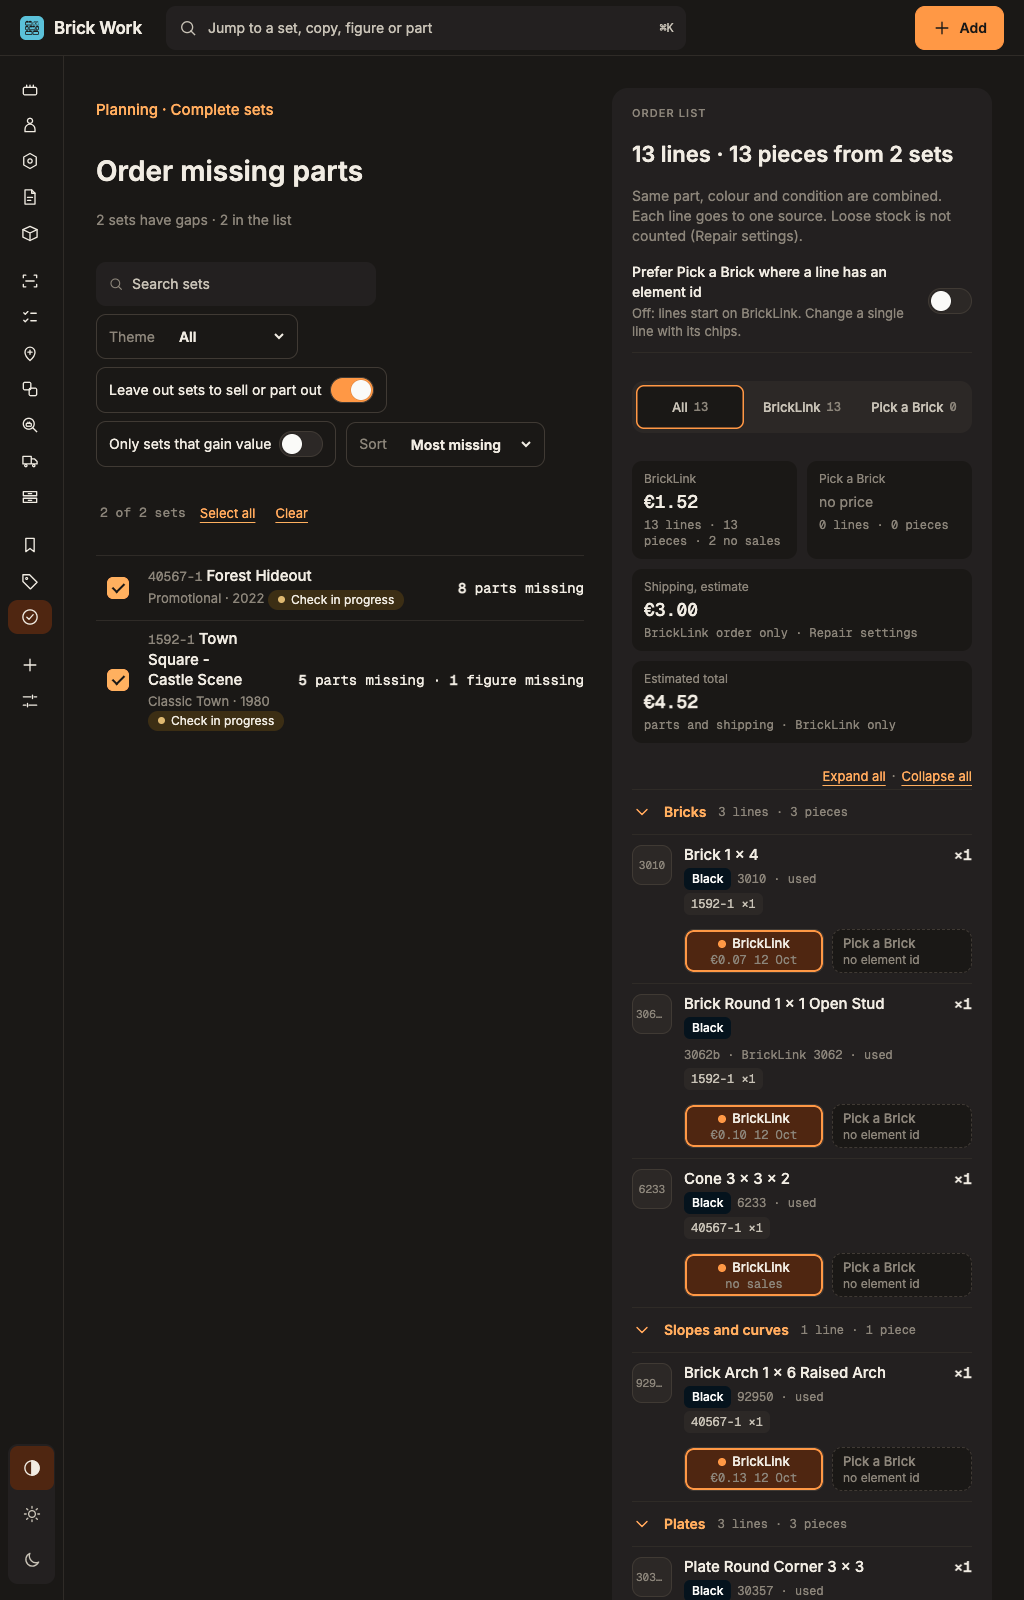 Brick Work
Jump to a set, copy, figure or part
⌘K
Add
Planning · Complete sets
Order missing parts
2 sets have gaps · 2 in the list
Search sets
Theme All
Leave out sets to sell or part out
Only sets that gain value
Sort Most missing
2 of 2 sets Select all Clear
40567-1 Forest Hideout
Promotional · 2022 Check in progress
8 parts missing
1592-1 Town
Square -
Castle Scene
Classic Town · 1980
Check in progress
5 parts missing · 1 figure missing
ORDER LIST
13 lines · 13 pieces from 2 sets
Same part, colour and condition are combined.
Each line goes to one source. Loose stock is not
counted (Repair settings).
Prefer Pick a Brick where a line has an
element id
Off: lines start on BrickLink. Change a single
line with its chips.
All 13 BrickLink 13 Pick a Brick 0
BrickLink
€1.52
13 lines · 13
pieces · 2 no sales
Pick a Brick
no price
0 lines · 0 pieces
Shipping, estimate
€3.00
BrickLink order only · Repair settings
Estimated total
€4.52
parts and shipping · BrickLink only
Expand all · Collapse all
Bricks 3 lines · 3 pieces
3010
Brick 1 × 4 ×1
Black 3010 · used
1592-1 ×1
BrickLink
€0.07 12 Oct
Pick a Brick
no element id
306…
Brick Round 1 × 1 Open Stud ×1
Black
3062b · BrickLink 3062 · used
1592-1 ×1
BrickLink
€0.10 12 Oct
Pick a Brick
no element id
6233
Cone 3 × 3 × 2 ×1
Black 6233 · used
40567-1 ×1
BrickLink
no sales
Pick a Brick
no element id
Slopes and curves 1 line · 1 piece
929…
Brick Arch 1 × 6 Raised Arch ×1
Black 92950 · used
40567-1 ×1
BrickLink
€0.13 12 Oct
Pick a Brick
no element id
Plates 3 lines · 3 pieces
303…
Plate Round Corner 3 × 3 ×1
Black 30357 · used